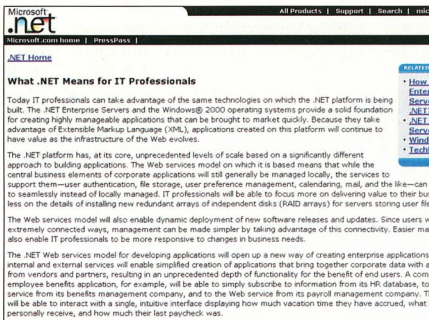 Microsoft
.net
All Products | Support | Search | mic
Microsoft.com home | PressPass |
.NET Home
What .NET Means for IT Professionals
RELATED
Today IT professionals can take advantage of the same technologies on which the .NET platform is being
built. The .NET Enterprise Servers and the Windows® 2000 operating systems provide a solid foundation
for creating highly manageable applications that can be brought to market quickly. Because they take
advantage of Extensible Markup Language (XML), applications created on this platform will continue to
have value as the infrastructure of the Web evolves.
• How
Enter
Serve
.NET
• .NET
Serve
• Wind
• Tech
The .NET platform has, at its core, unprecedented levels of scale based on a significantly different
approach to building applications. The Web services model on which it is based means that while the
central business elements of corporate applications will still generally be managed locally, the services to
support them—user authentification, file storage, user preference management, calendaring, mail, and the like—can
to seamlessly instead of locally managed. IT professionals will be able to focus more on delivering value to their bu
less on the details of installing new redundant arrays of independent disks (RAID arrays) for servers storing user file
The Web services model will also enable dynamic deployment of new software releases and updates. Since users w
extremely connected ways, management can be made simpler by taking advantage of this connectivity. Easier ma
also enable IT professionals to be more responsive to changes in business needs.
The .NET Web services model for developing applications will open up a new way of creating enterprise applications
internal and external services will enable simplified creation of applications that bring together corporate data with a
from vendors and partners, resulting in an unprecedented depth of functionality for the benefit of end users. A com
employee benefits application, for example, will be able to simply subscribe to information from its HR database, to
service from its benefits management company, and to the Web service from its payroll management company. T
will be able to interact with a single, intuitive interface displaying how much vacation time they have accrued, what
personally receive, and how much their last paycheck was.